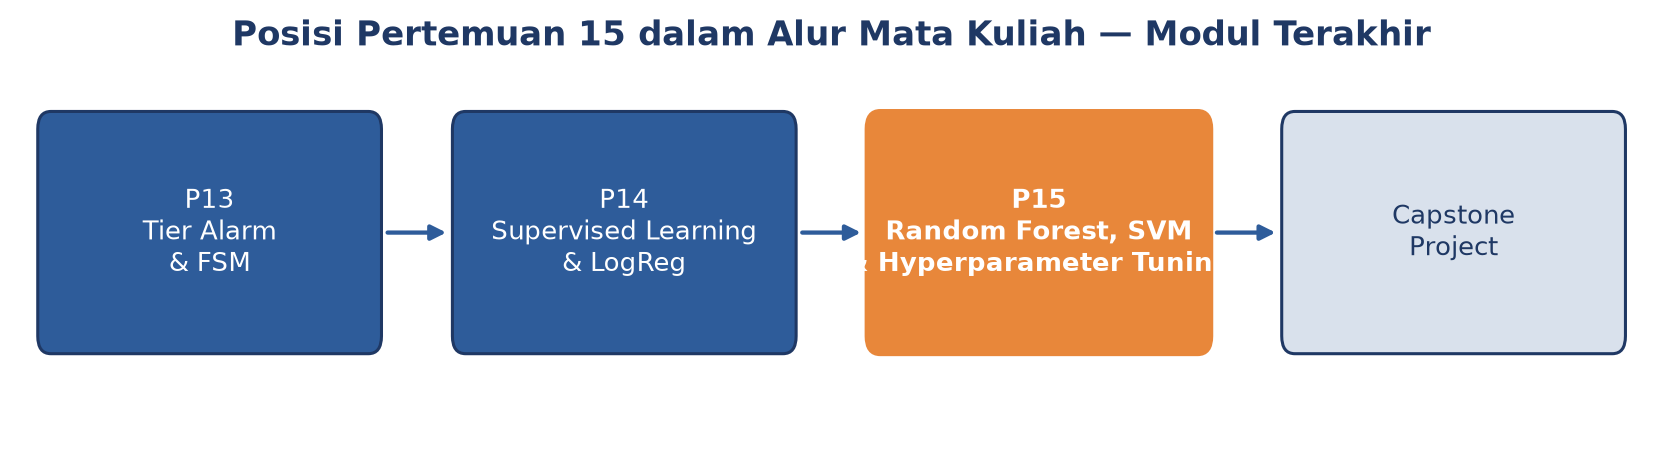 Posisi Pertemuan 15 dalam Alur Mata Kuliah — Modul Terakhir
P13
Tier Alarm
& FSM
P14
Supervised Learning
& LogReg
P15
Random Forest, SVM
& Hyperparameter Tunin
Capstone
Project